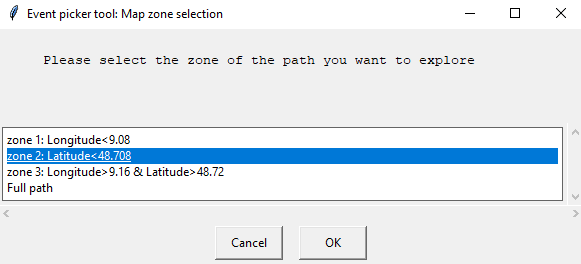 Event picker tool: Map zone selection
Please select the zone of the path you want to explore
zone 1: Longitude<9.08
zone 2: Latitude<48.708
zone 3: Longitude>9.16 & Latitude>48.72
Full path
Cancel OK